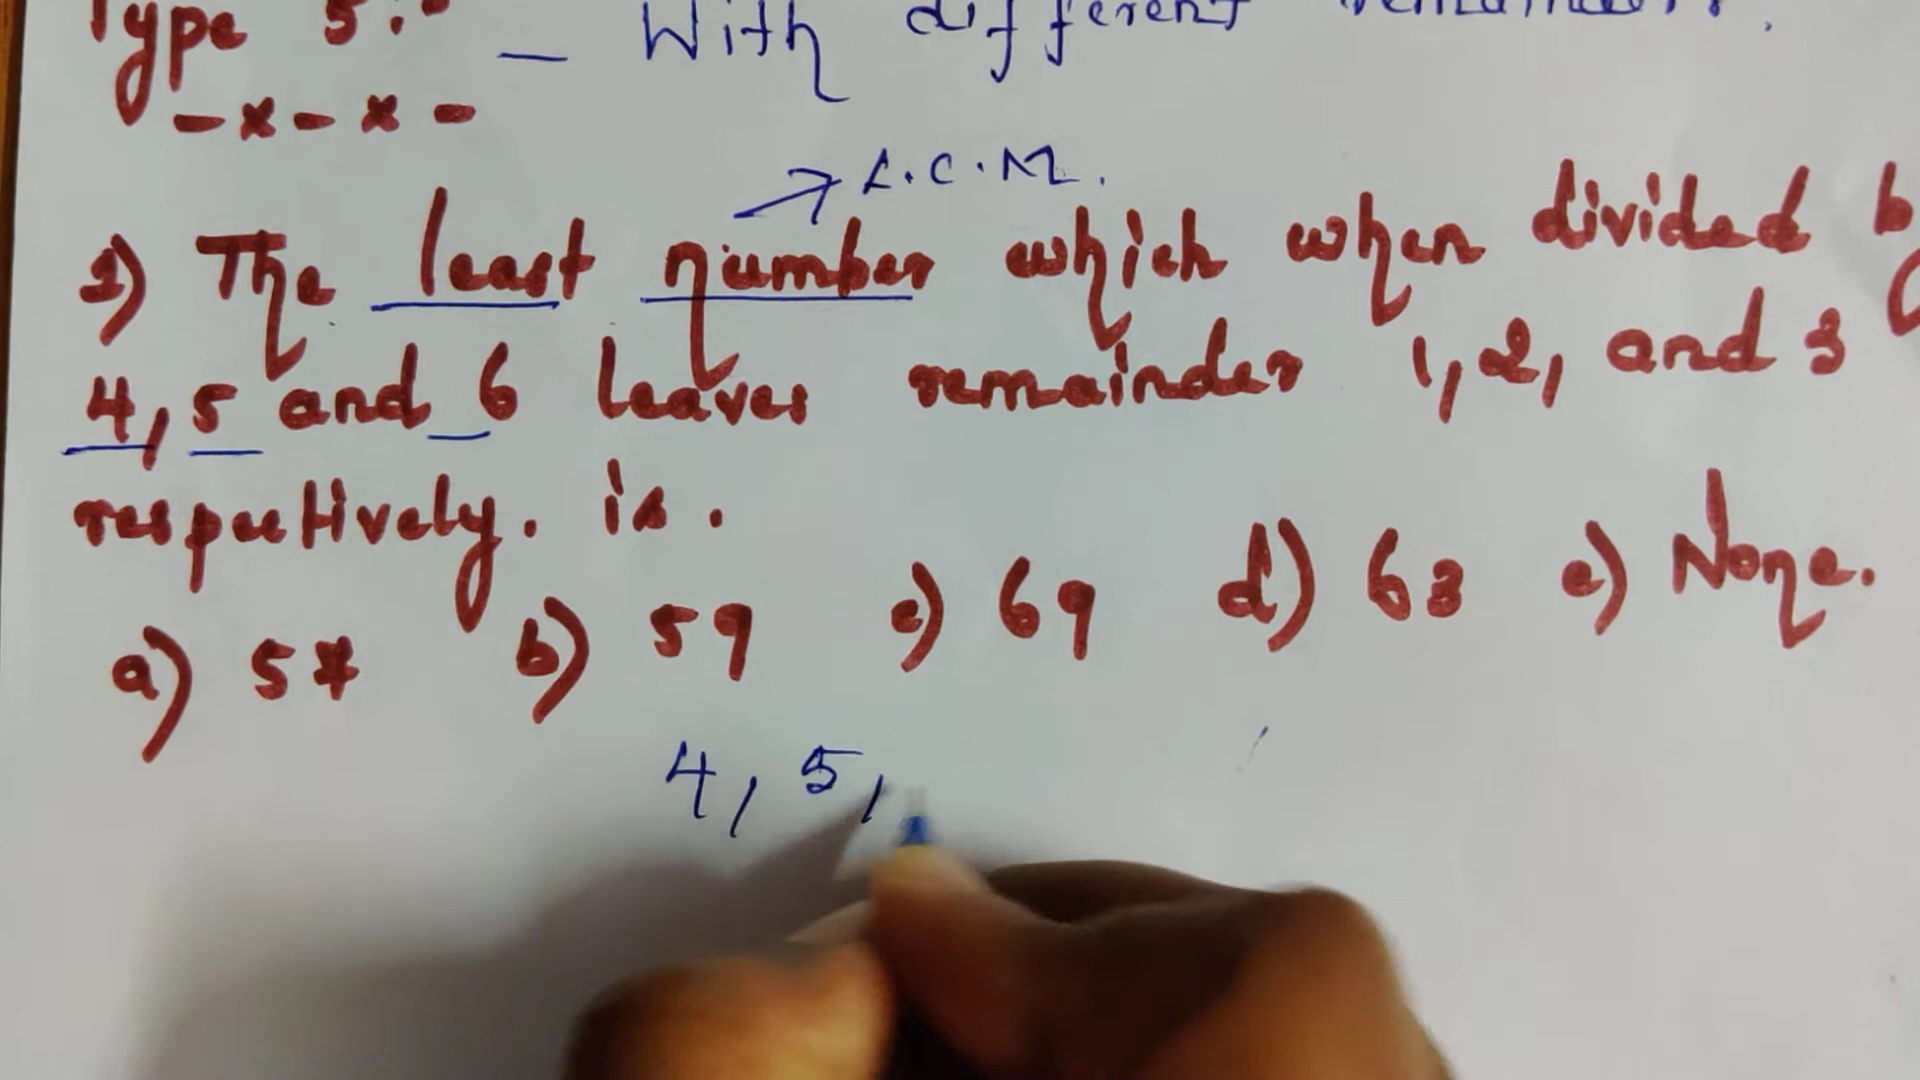 Type 5:- - With different remainders.
-x-x-
→ L.C.M.
1) The least number which when divided by
4, 5 and 6 leaves remainder 1, 2, and 3
respectively. is.
a) 57 b) 59 c) 69 d) 63 e) None.
4, 5,